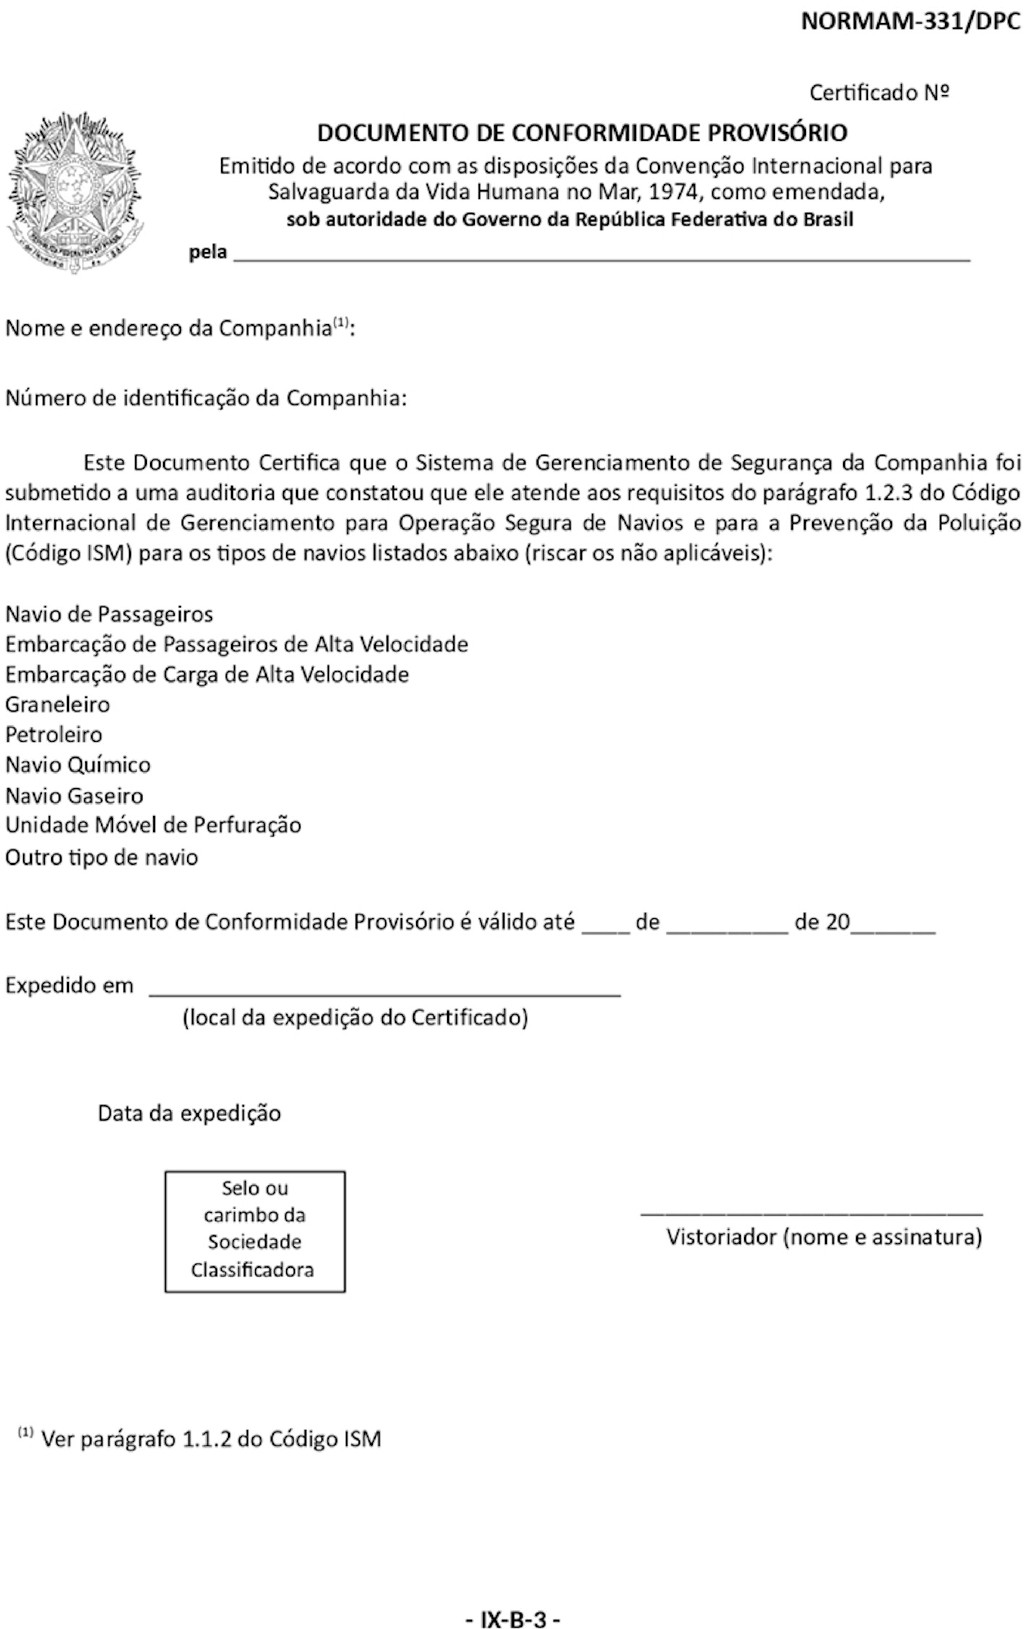 NORMAM-331/DPC
Certificado Nº
DOCUMENTO DE CONFORMIDADE PROVISÓRIO
Emitido de acordo com as disposições da Convenção Internacional para
Salvaguarda da Vida Humana no Mar, 1974, como emendada,
sob autoridade do Governo da República Federativa do Brasil
pela ____________________
Nome e endereço da Companhia(1):
Número de identificação da Companhia:
Este Documento Certifica que o Sistema de Gerenciamento de Segurança da Companhia foi
submetido a uma auditoria que constatou que ele atende aos requisitos do parágrafo 1.2.3 do Código
Internacional de Gerenciamento para Operação Segura de Navios e para a Prevenção da Poluição
(Código ISM) para os tipos de navios listados abaixo (riscar os não aplicáveis):
Navio de Passageiros
Embarcação de Passageiros de Alta Velocidade
Embarcação de Carga de Alta Velocidade
Graneleiro
Petroleiro
Navio Químico
Navio Gaseiro
Unidade Móvel de Perfuração
Outro tipo de navio
Este Documento de Conformidade Provisório é válido até ____ de __________ de 20_______
Expedido em ____________________
(local da expedição do Certificado)
Data da expedição
Selo ou
carimbo da
Sociedade
Classificadora
____________________
Vistoriador (nome e assinatura)
(1) Ver parágrafo 1.1.2 do Código ISM
- IX-B-3 -